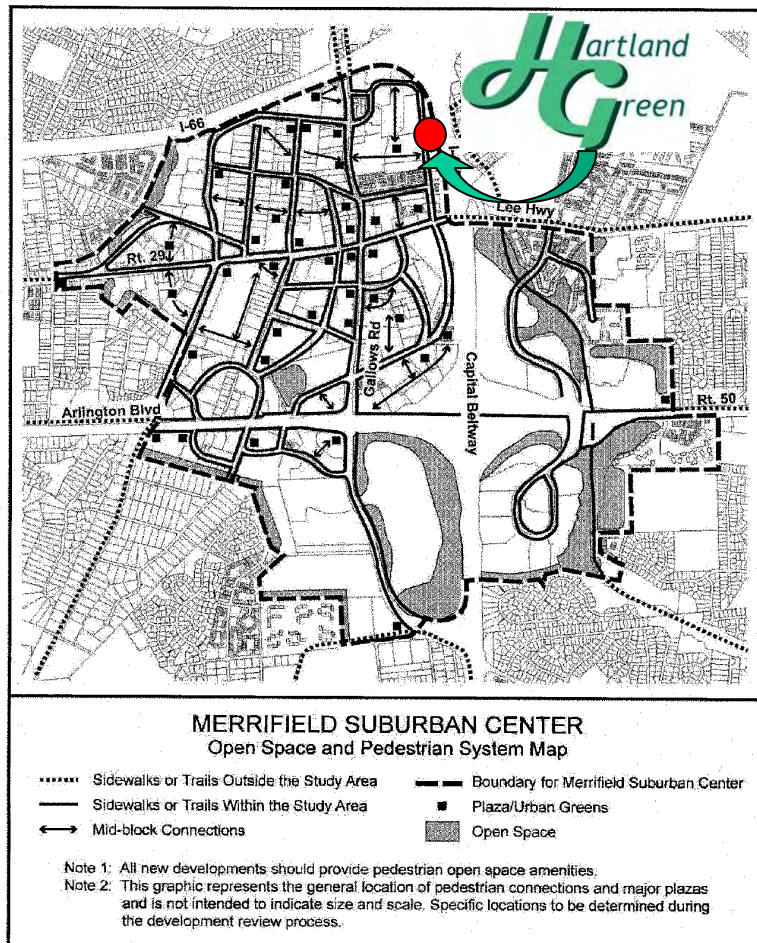 Hartland
Green
I-66
Lee Hwy
Rt. 29
Gallows Rd
Capital Beltway
Arlington Blvd
Rt. 50
MERRIFIELD SUBURBAN CENTER
Open Space and Pedestrian System Map
Sidewalks or Trails Outside the Study Area
Boundary for Merrifield Suburban Center
Sidewalks or Trails Within the Study Area
Plaza/Urban Greens
Mid-block Connections
Open Space
Note 1: All new developments should provide pedestrian open space amenities.
Note 2: This graphic represents the general location of pedestrian connections and major plazas
and is not intended to indicate size and scale. Specific locations to be determined during
the development review process.